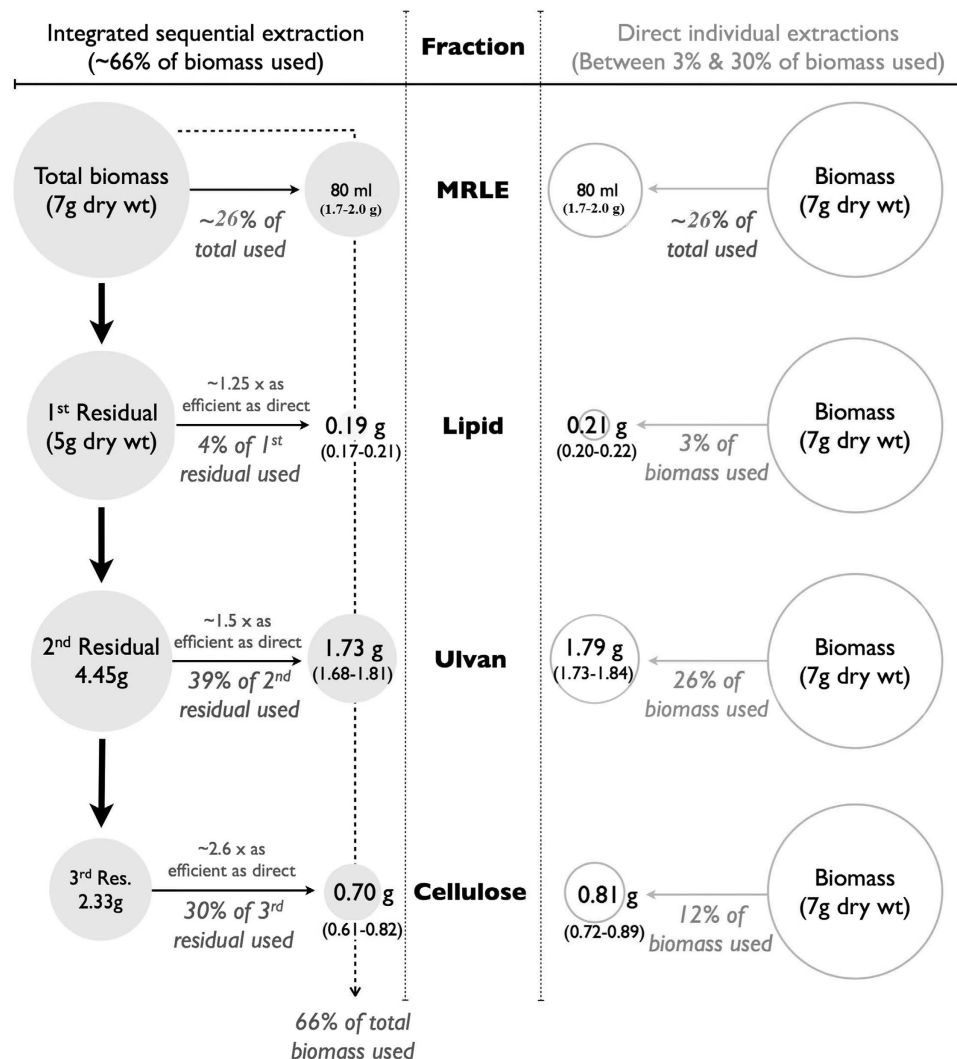 Integrated sequential extraction
(~66% of biomass used)
Fraction
Direct individual extractions
(Between 3% & 30% of biomass used)
Total biomass
(7g dry wt)
~26% of
total used
80 ml
(1.7-2.0 g)
MRLE
80 ml
(1.7-2.0 g)
~26% of
total used
Biomass
(7g dry wt)
1st Residual
(5g dry wt)
~1.25 x as
efficient as direct
4% of 1st
residual used
0.19 g
(0.17-0.21)
Lipid
0.21 g
(0.20-0.22)
3% of
biomass used
Biomass
(7g dry wt)
2nd Residual
4.45g
~1.5 x as
efficient as direct
39% of 2nd
residual used
1.73 g
(1.68-1.81)
Ulvan
1.79 g
(1.73-1.84)
26% of
biomass used
Biomass
(7g dry wt)
3rd Res.
2.33g
~2.6 x as
efficient as direct
30% of 3rd
residual used
0.70 g
(0.61-0.82)
Cellulose
0.81 g
(0.72-0.89)
12% of
biomass used
Biomass
(7g dry wt)
66% of total
biomass used